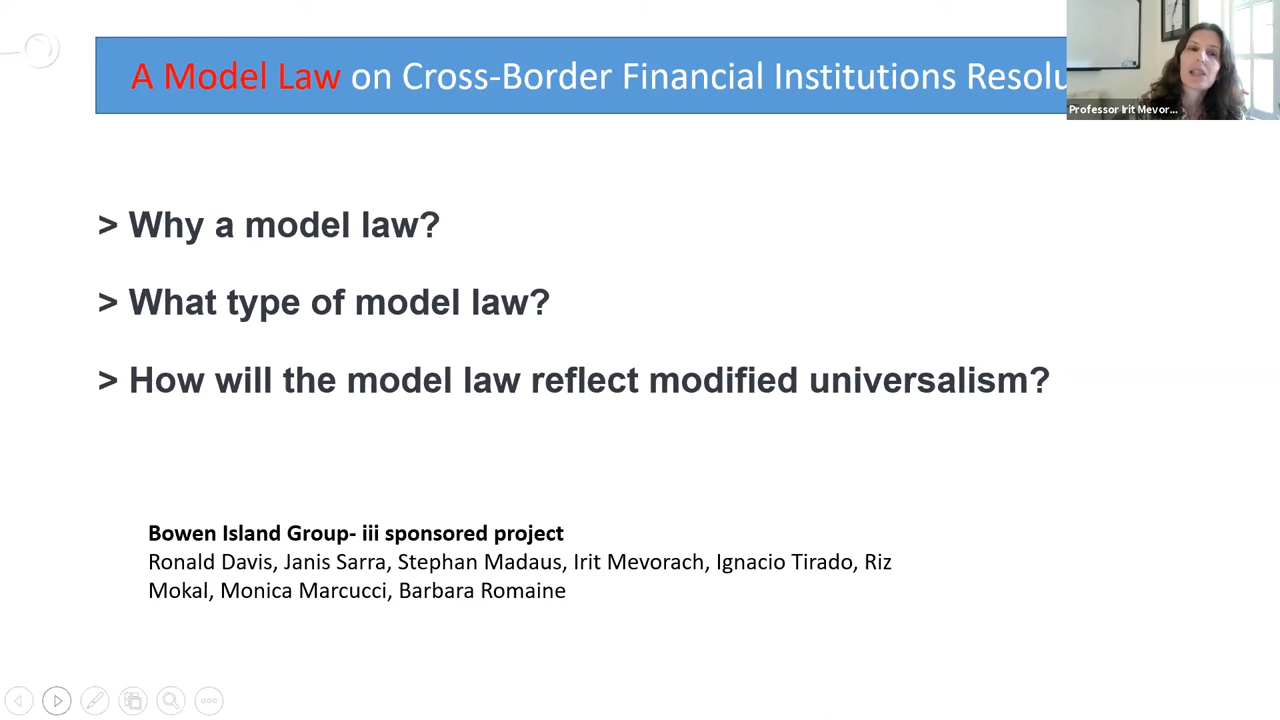 A Model Law on Cross-Border Financial Institutions Resolu
Professor Irit Mevor...
> Why a model law?
> What type of model law?
> How will the model law reflect modified universalism?
Bowen Island Group- iii sponsored project
Ronald Davis, Janis Sarra, Stephan Madaus, Irit Mevorach, Ignacio Tirado, Riz
Mokal, Monica Marcucci, Barbara Romaine